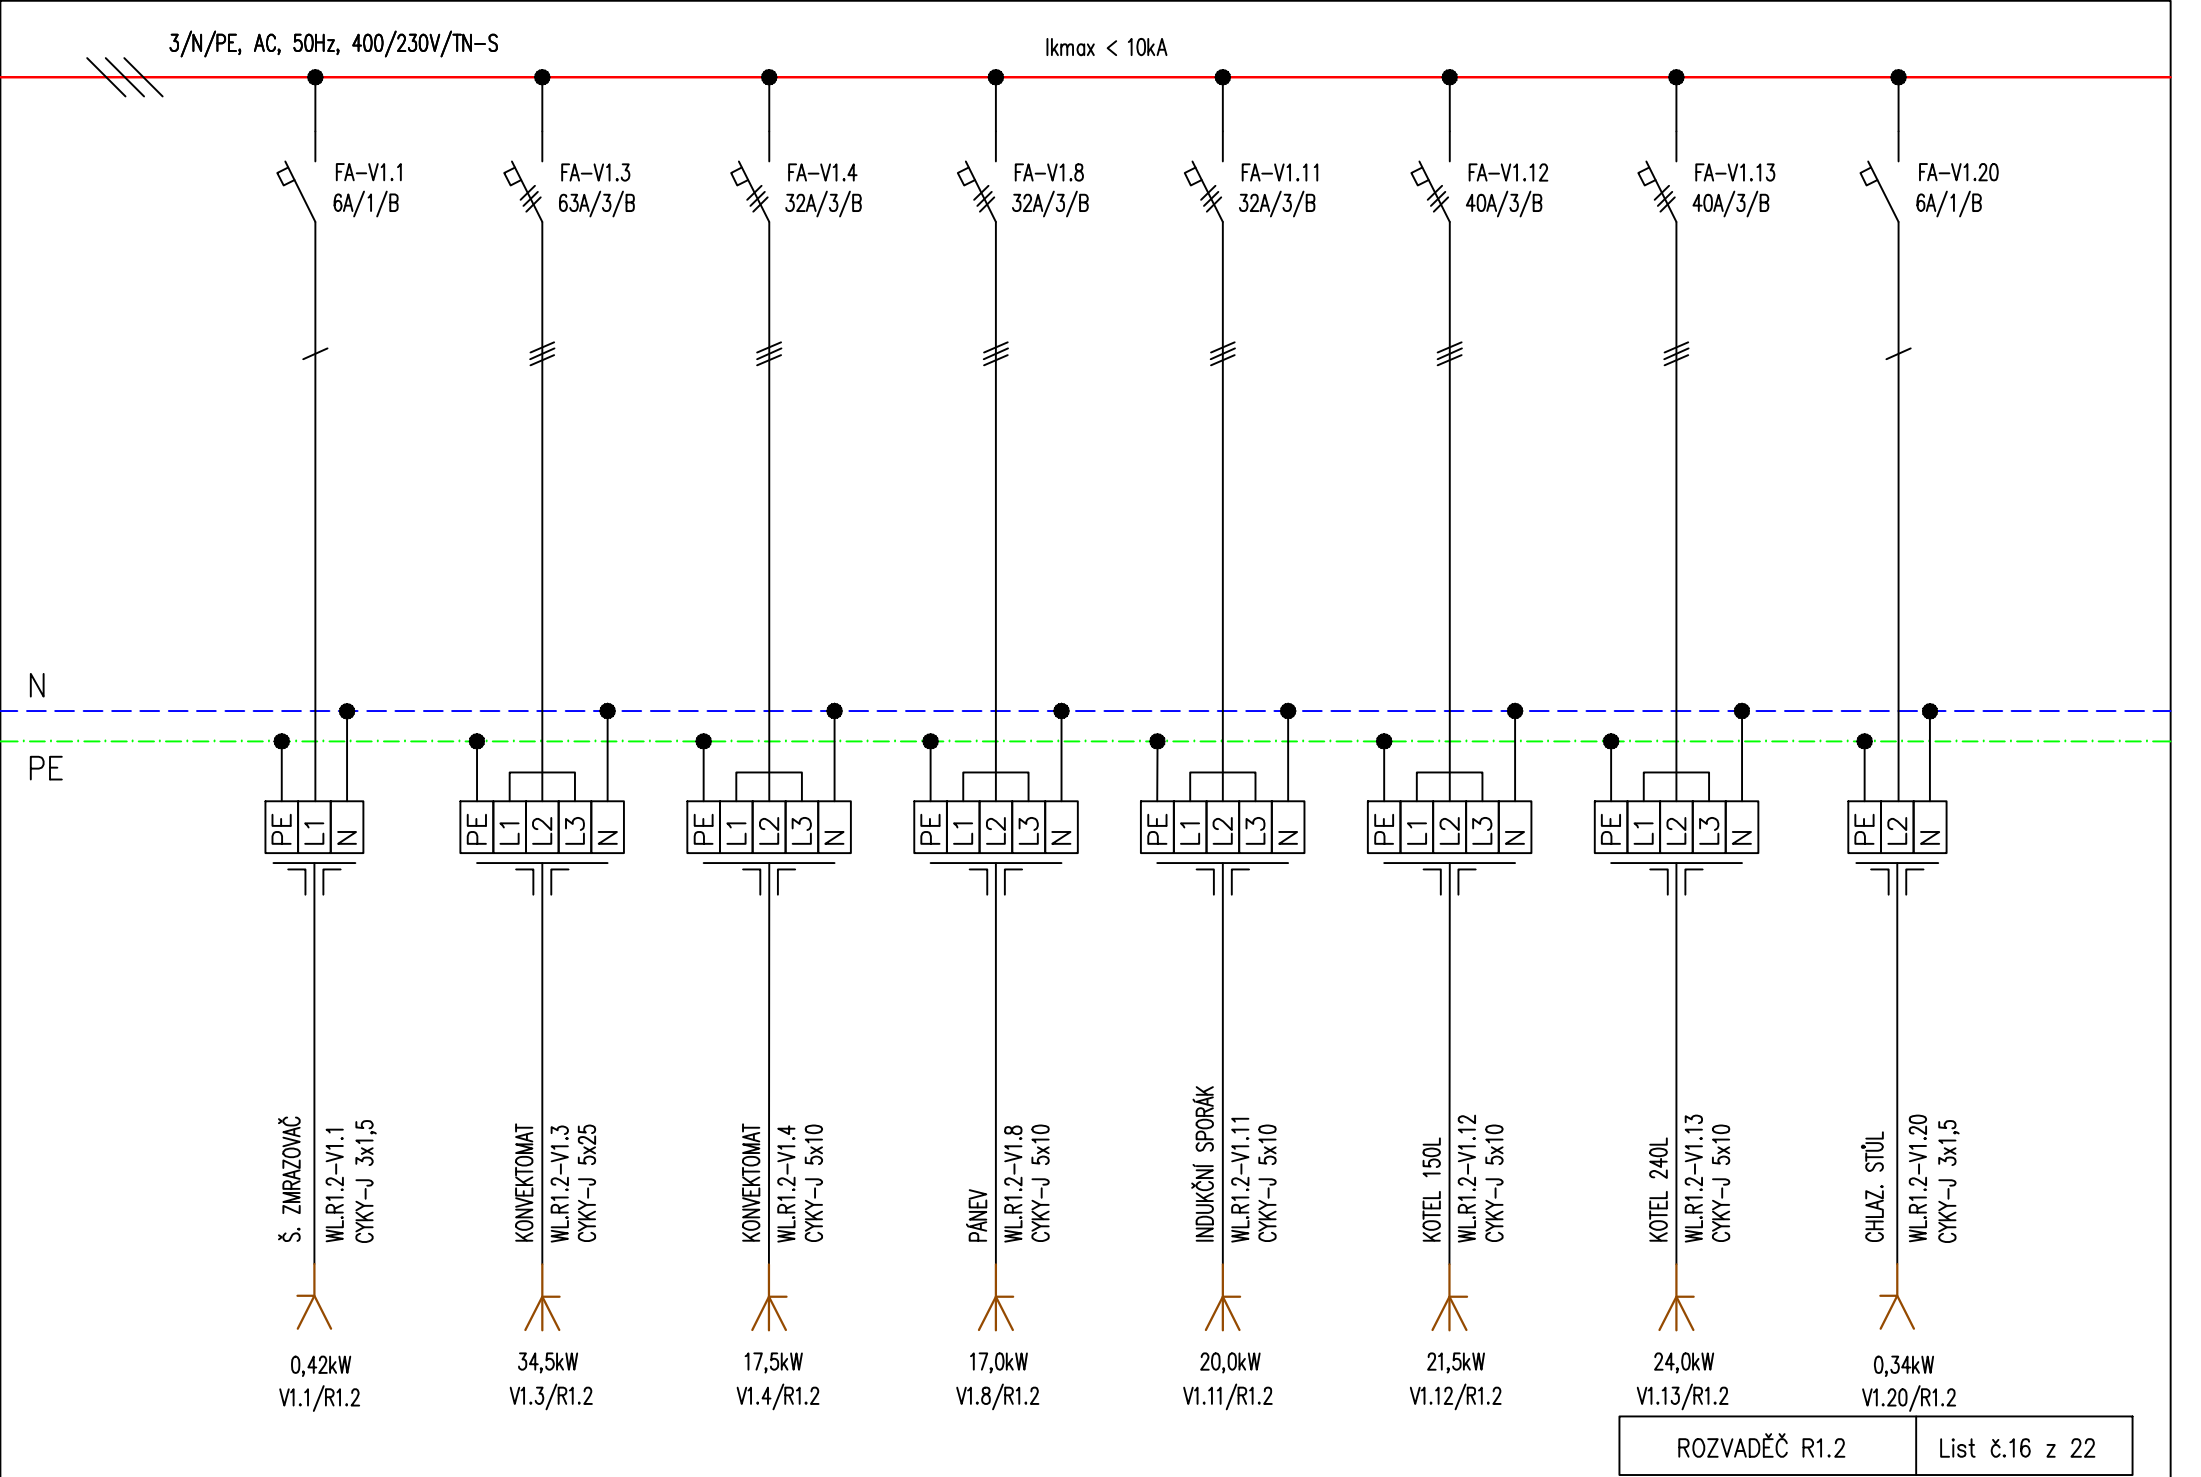 3/N/PE, AC, 50Hz, 400/230V/TN-S
Ikmax < 10kA
FA-V1.1
6A/1/B
FA-V1.3
63A/3/B
FA-V1.4
32A/3/B
FA-V1.8
32A/3/B
FA-V1.11
32A/3/B
FA-V1.12
40A/3/B
FA-V1.13
40A/3/B
FA-V1.20
6A/1/B
N
PE
PE L1 N
PE L1 L2 L3 N
PE L1 L2 L3 N
PE L1 L2 L3 N
PE L1 L2 L3 N
PE L1 L2 L3 N
PE L1 L2 L3 N
PE L2 N
Š. ZMRAZOVAČ
WL.R1.2-V1.1
CYKY-J 3x1,5
KONVEKTOMAT
WL.R1.2-V1.3
CYKY-J 5x25
KONVEKTOMAT
WL.R1.2-V1.4
CYKY-J 5x10
PÁNEV
WL.R1.2-V1.8
CYKY-J 5x10
INDUKČNÍ SPORÁK
WL.R1.2-V1.11
CYKY-J 5x10
KOTEL 150L
WL.R1.2-V1.12
CYKY-J 5x10
KOTEL 240L
WL.R1.2-V1.13
CYKY-J 5x10
CHLAZ. STŮL
WL.R1.2-V1.20
CYKY-J 3x1,5
0,42kW
V1.1/R1.2
34,5kW
V1.3/R1.2
17,5kW
V1.4/R1.2
17,0kW
V1.8/R1.2
20,0kW
V1.11/R1.2
21,5kW
V1.12/R1.2
24,0kW
V1.13/R1.2
0,34kW
V1.20/R1.2
ROZVADĚČ R1.2
List č.16 z 22